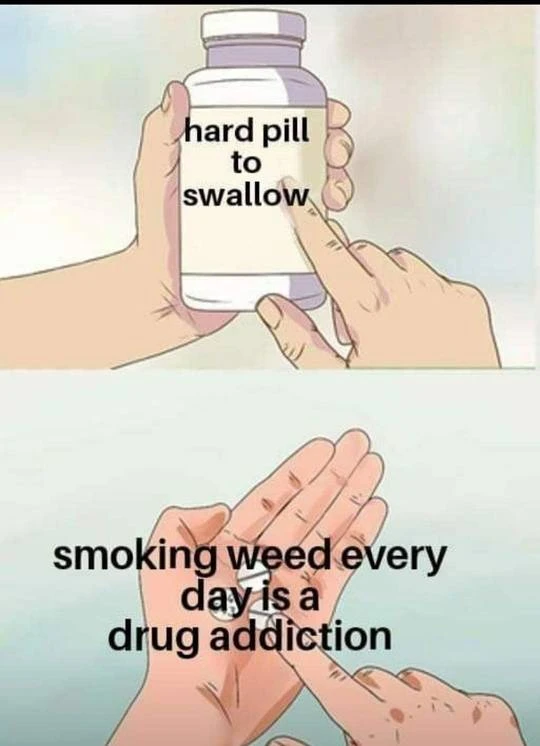 hard pill
to
swallow
smoking weed every
day is a
drug addiction